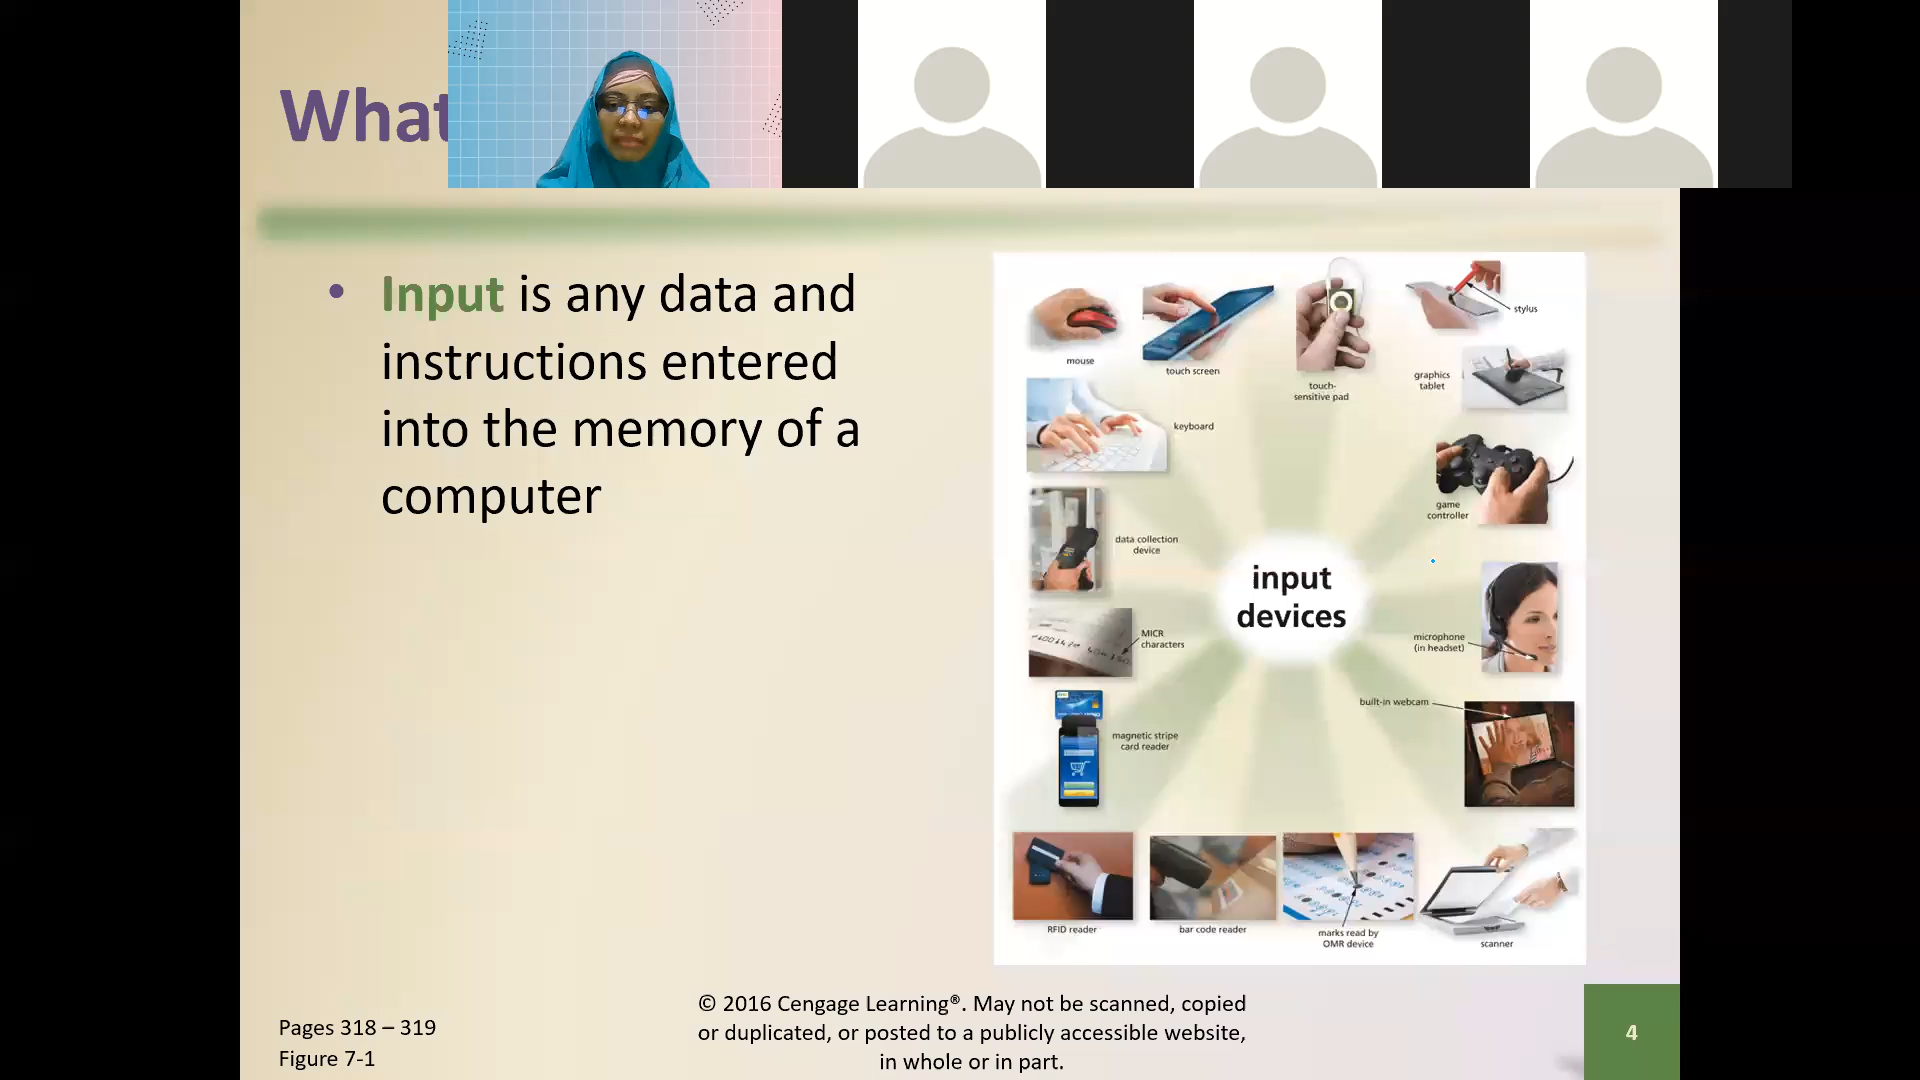 What
• Input is any data and
instructions entered
into the memory of a
computer
mouse
touch screen
touch-
sensitive pad
stylus
graphics
tablet
keyboard
game
controller
data collection
device
input
devices
MICR
characters
microphone
(in headset)
built-in webcam
magnetic stripe
card reader
RFID reader
bar code reader
marks read by
OMR device
scanner
Pages 318 – 319
Figure 7-1
© 2016 Cengage Learning®. May not be scanned, copied
or duplicated, or posted to a publicly accessible website,
in whole or in part.
4